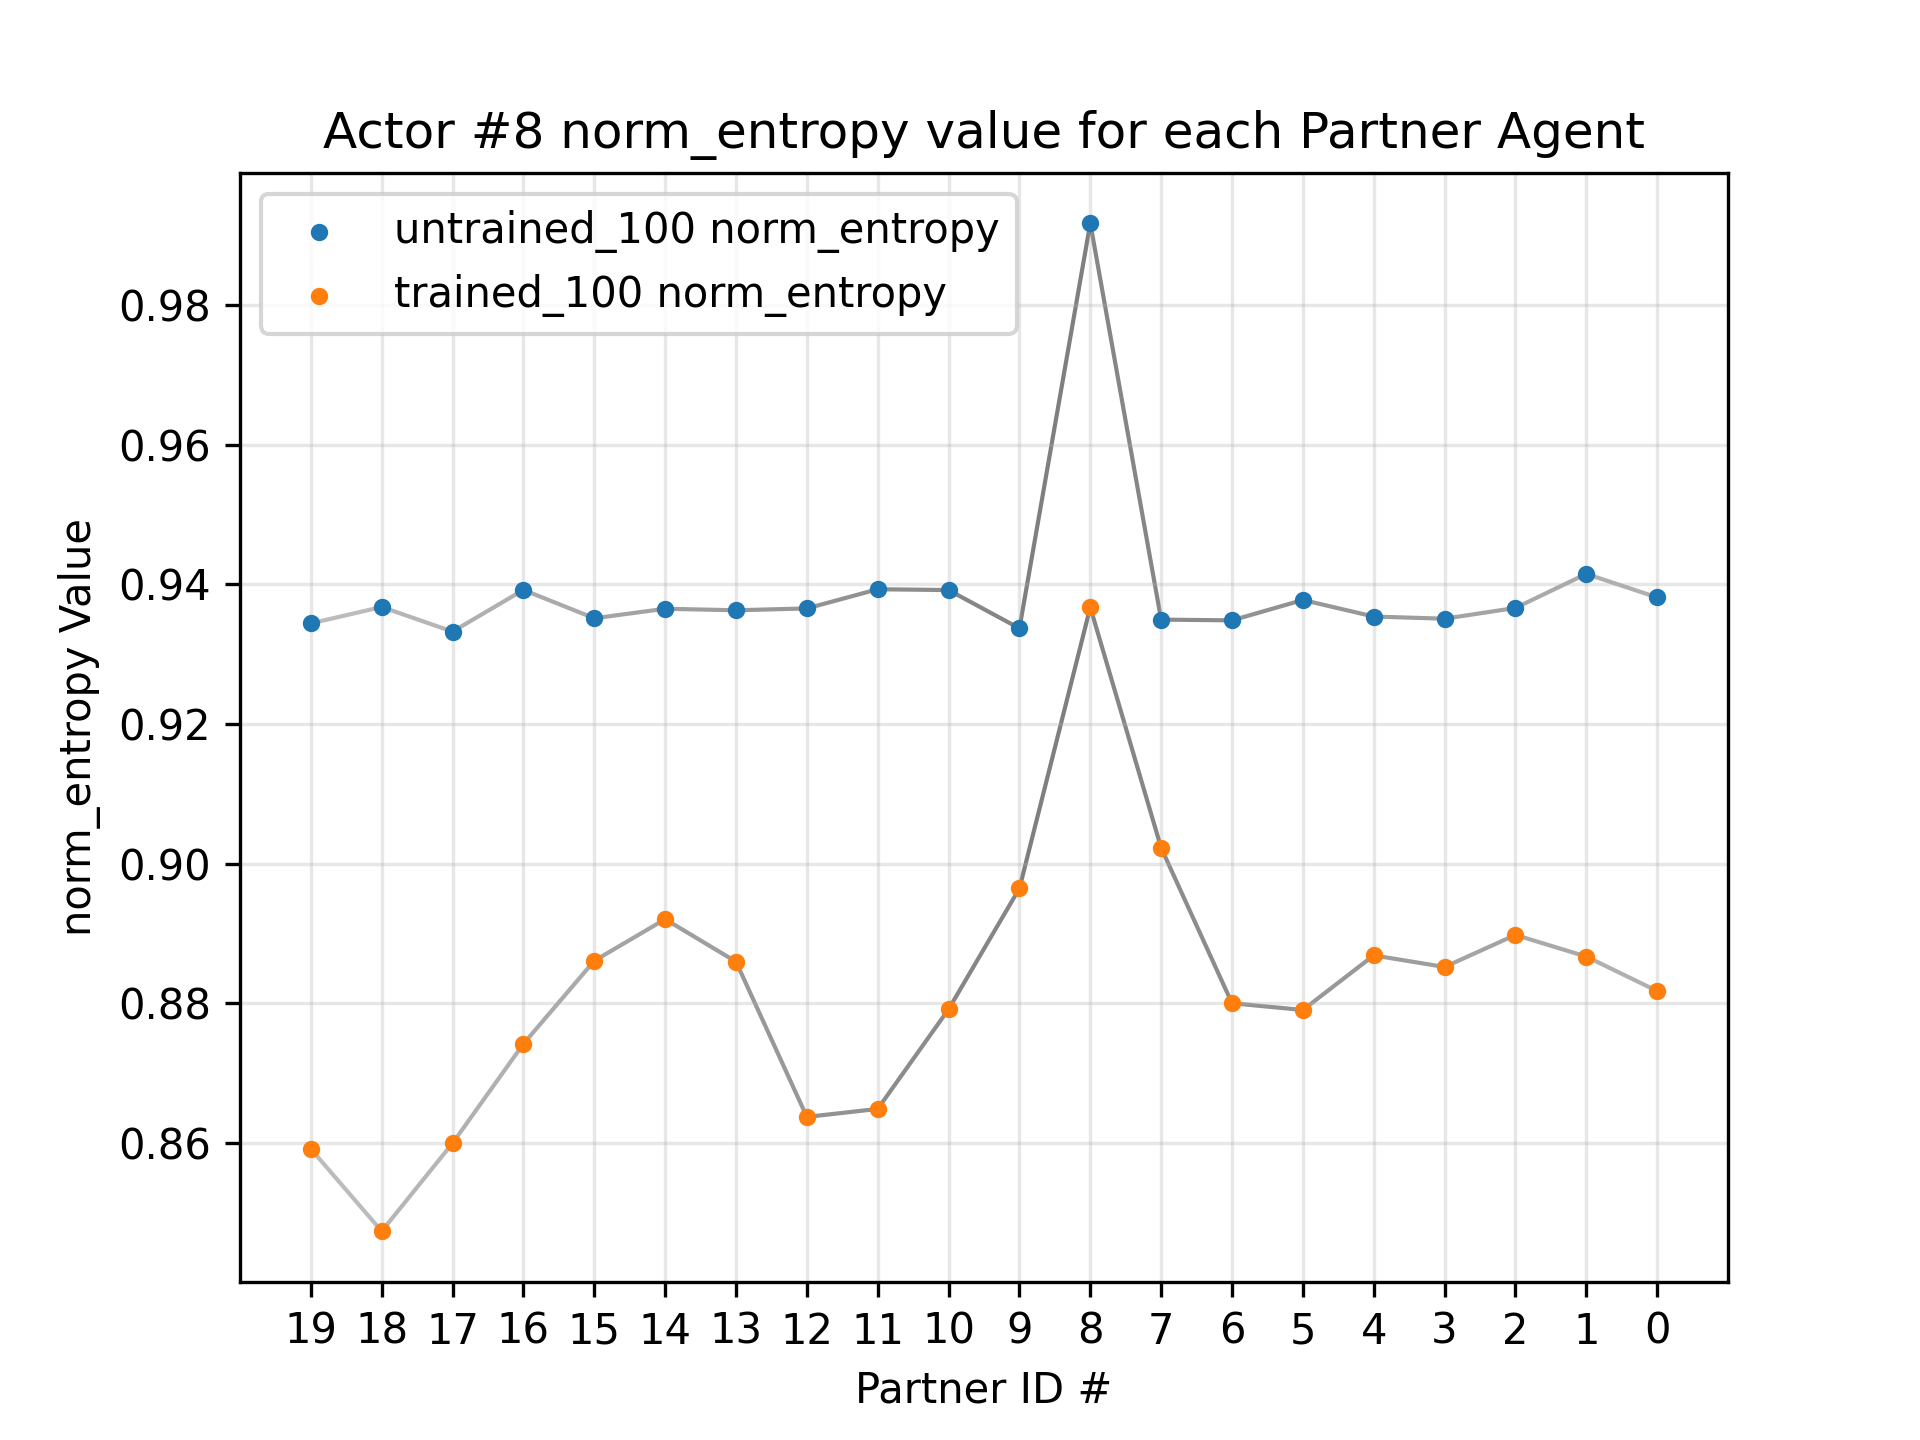 Actor #8 norm_entropy value for each Partner Agent
untrained_100 norm_entropy
trained_100 norm_entropy
0.98
0.96
0.94
0.92
0.90
0.88
0.86
norm_entropy Value
19 18 17 16 15 14 13 12 11 10 9 8 7 6 5 4 3 2 1 0
Partner ID #